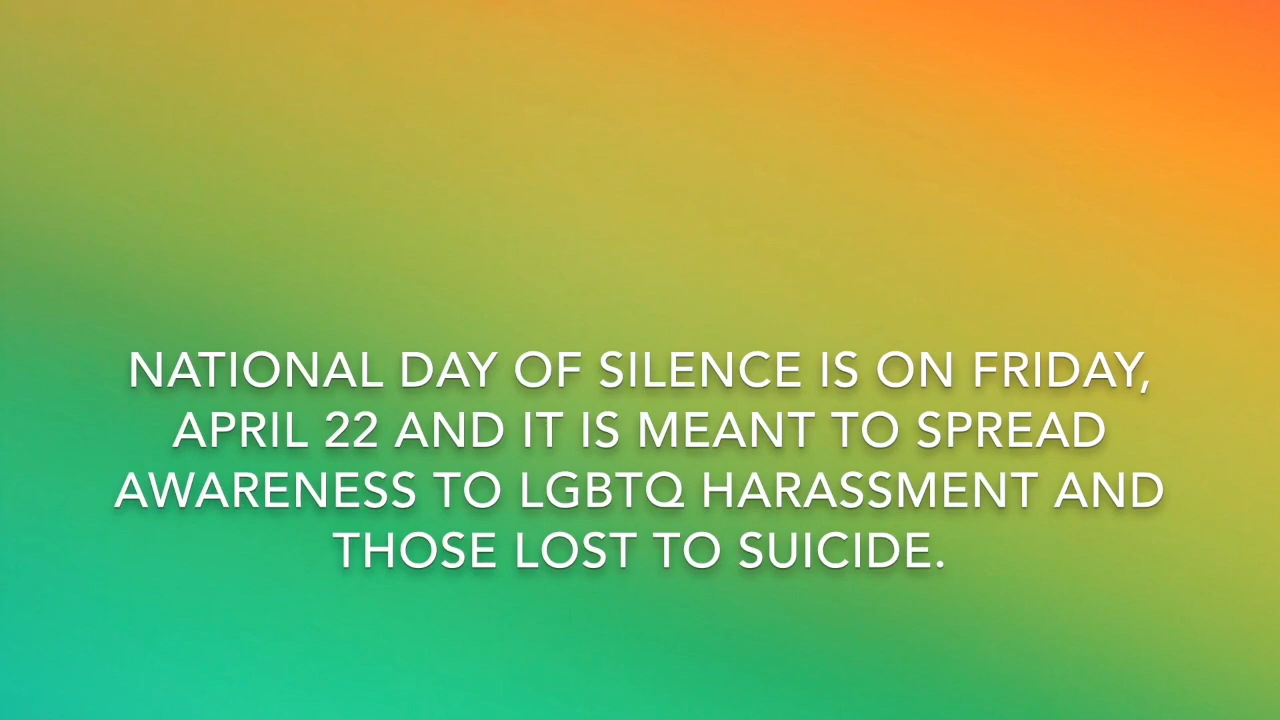 NATIONAL DAY OF SILENCE IS ON FRIDAY,
APRIL 22 AND IT IS MEANT TO SPREAD
AWARENESS TO LGBTQ HARASSMENT AND
THOSE LOST TO SUICIDE.